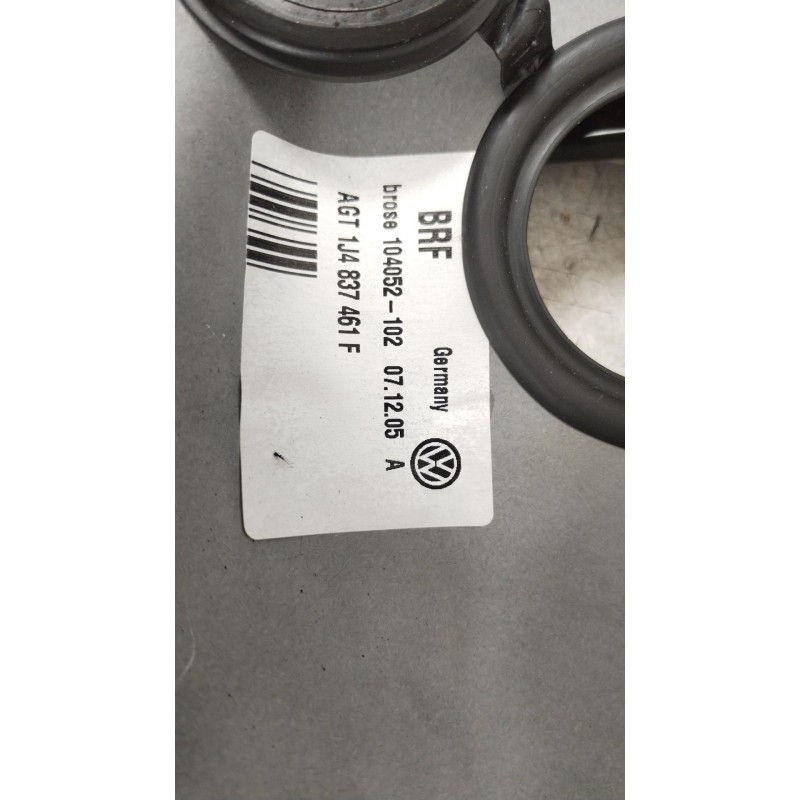 BRF
Germany
brose 104052-102 07.12.05 A
AGT 1J4 837 461 F